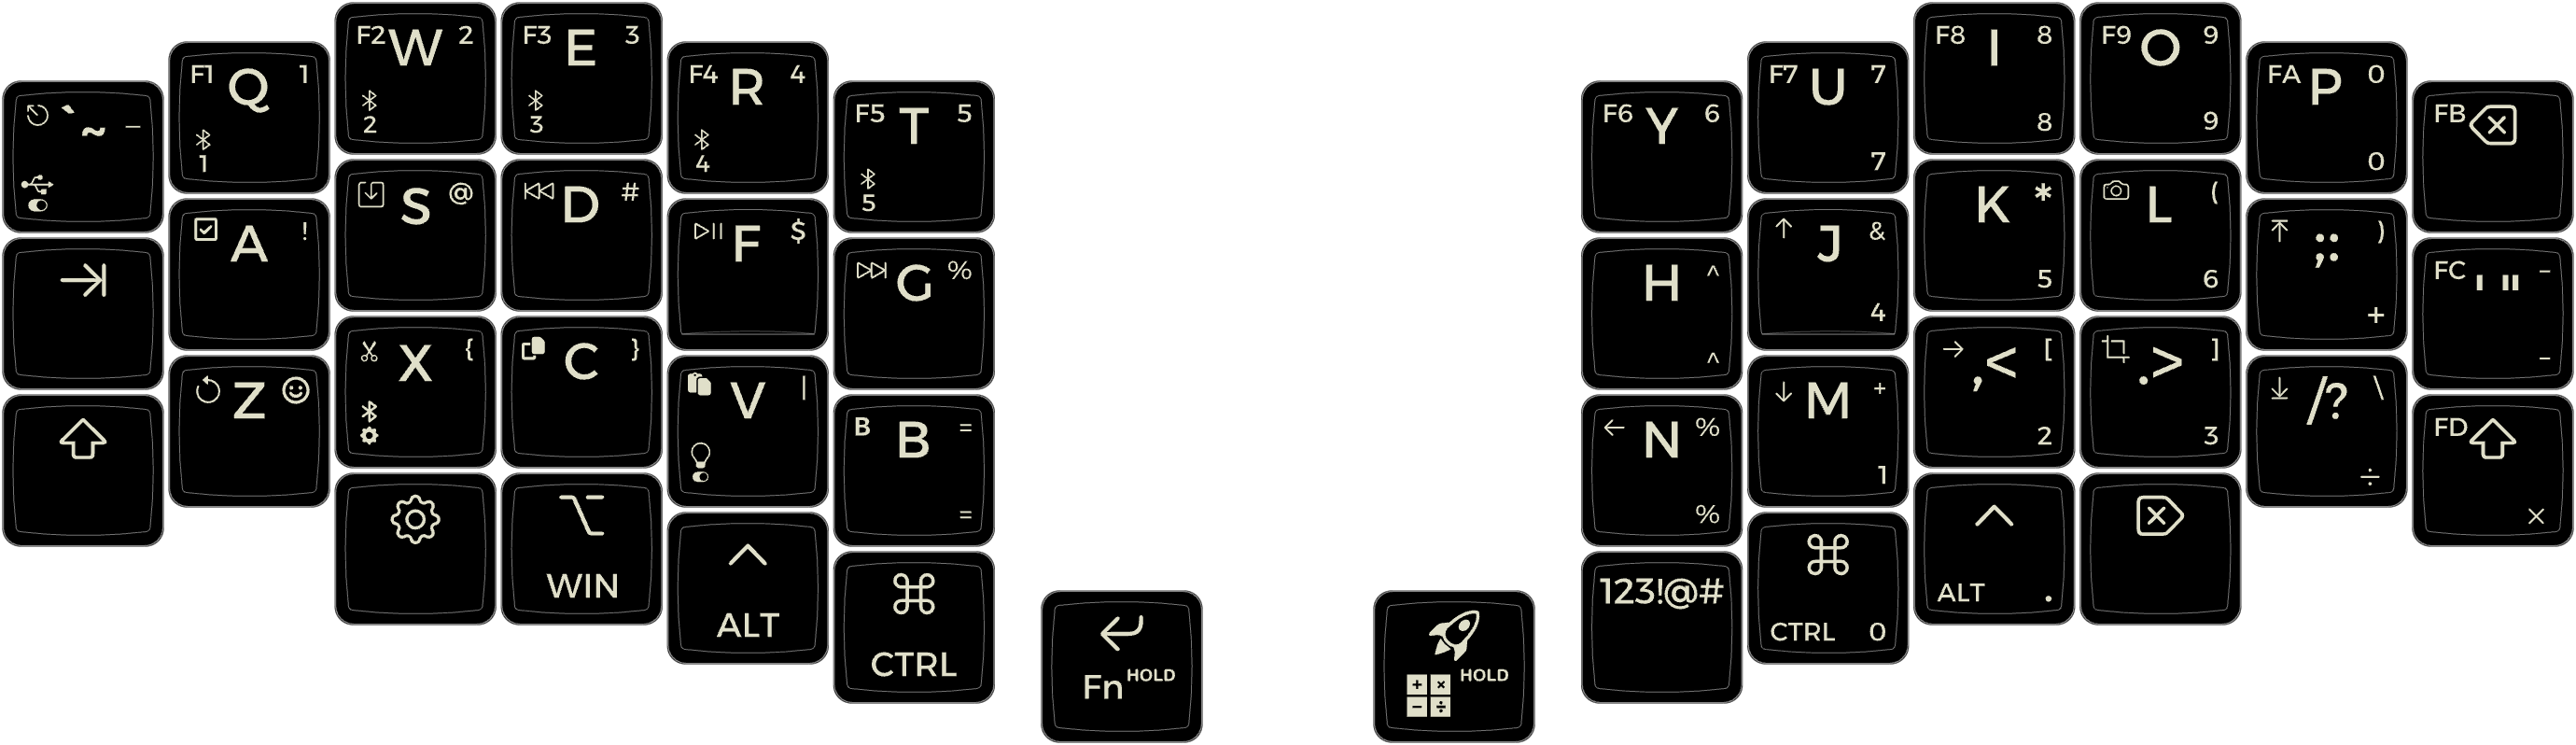 ` ~ –
F1 Q 1
1
F2 W 2
2
F3 E 3
3
F4 R 4
4
F5 T 5
5
F6 Y 6
F7 U 7
7
F8 I 8
8
F9 O 9
9
FA P 0
0
FB
A !
S @
D #
F $
G %
H ^
^
J &
4
K *
5
L (
6
;: )
+
FC ' " –
–
Z
X {
C }
V |
B B =
=
N %
%
M +
1
,< [
2
.> ]
3
/? \
÷
FD
×
WIN
^
ALT
⌘
CTRL
Fn HOLD
HOLD
+ ×
− ÷
123!@#
⌘
CTRL 0
^
ALT .